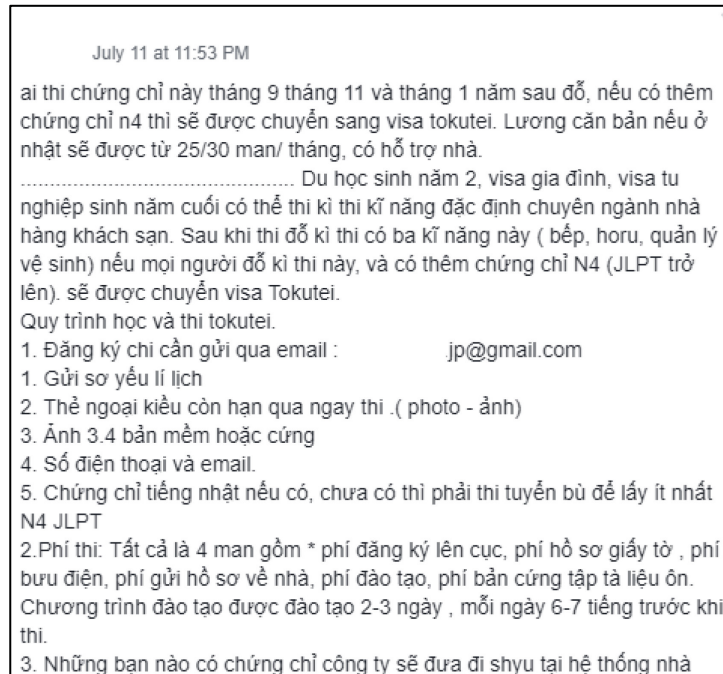 July 11 at 11:53 PM
ai thi chứng chỉ này tháng 9 tháng 11 và tháng 1 năm sau đỗ, nếu có thêm
chứng chỉ n4 thì sẽ được chuyển sang visa tokutei. Lương căn bản nếu ở
nhật sẽ được từ 25/30 man/ tháng, có hỗ trợ nhà.
................................................ Du học sinh năm 2, visa gia đình, visa tu
nghiệp sinh năm cuối có thể thi kì thi kĩ năng đặc định chuyên ngành nhà
hàng khách sạn. Sau khi thi đỗ kì thi có ba kĩ năng này ( bếp, horu, quản lý
vệ sinh) nếu mọi người đỗ kì thi này, và có thêm chứng chỉ N4 (JLPT trở
lên). sẽ được chuyển visa Tokutei.
Quy trình học và thi tokutei.
1. Đăng ký chi cần gửi qua email : jp@gmail.com
1. Gửi sơ yếu lí lịch
2. Thẻ ngoại kiều còn hạn qua ngay thi .( photo - ảnh)
3. Ảnh 3.4 bản mềm hoặc cứng
4. Số điện thoại và email.
5. Chứng chỉ tiếng nhật nếu có, chưa có thì phải thi tuyển bù để lấy ít nhất
N4 JLPT
2.Phí thi: Tất cả là 4 man gồm * phí đăng ký lên cục, phí hồ sơ giấy tờ , phí
bưu điện, phí gửi hồ sơ về nhà, phí đào tạo, phí bản cứng tập tà liệu ôn.
Chương trình đào tạo được đào tạo 2-3 ngày , mỗi ngày 6-7 tiếng trước khi
thi.
3. Những bạn nào có chứng chỉ công ty sẽ đưa đi shyu tại hệ thống nhà